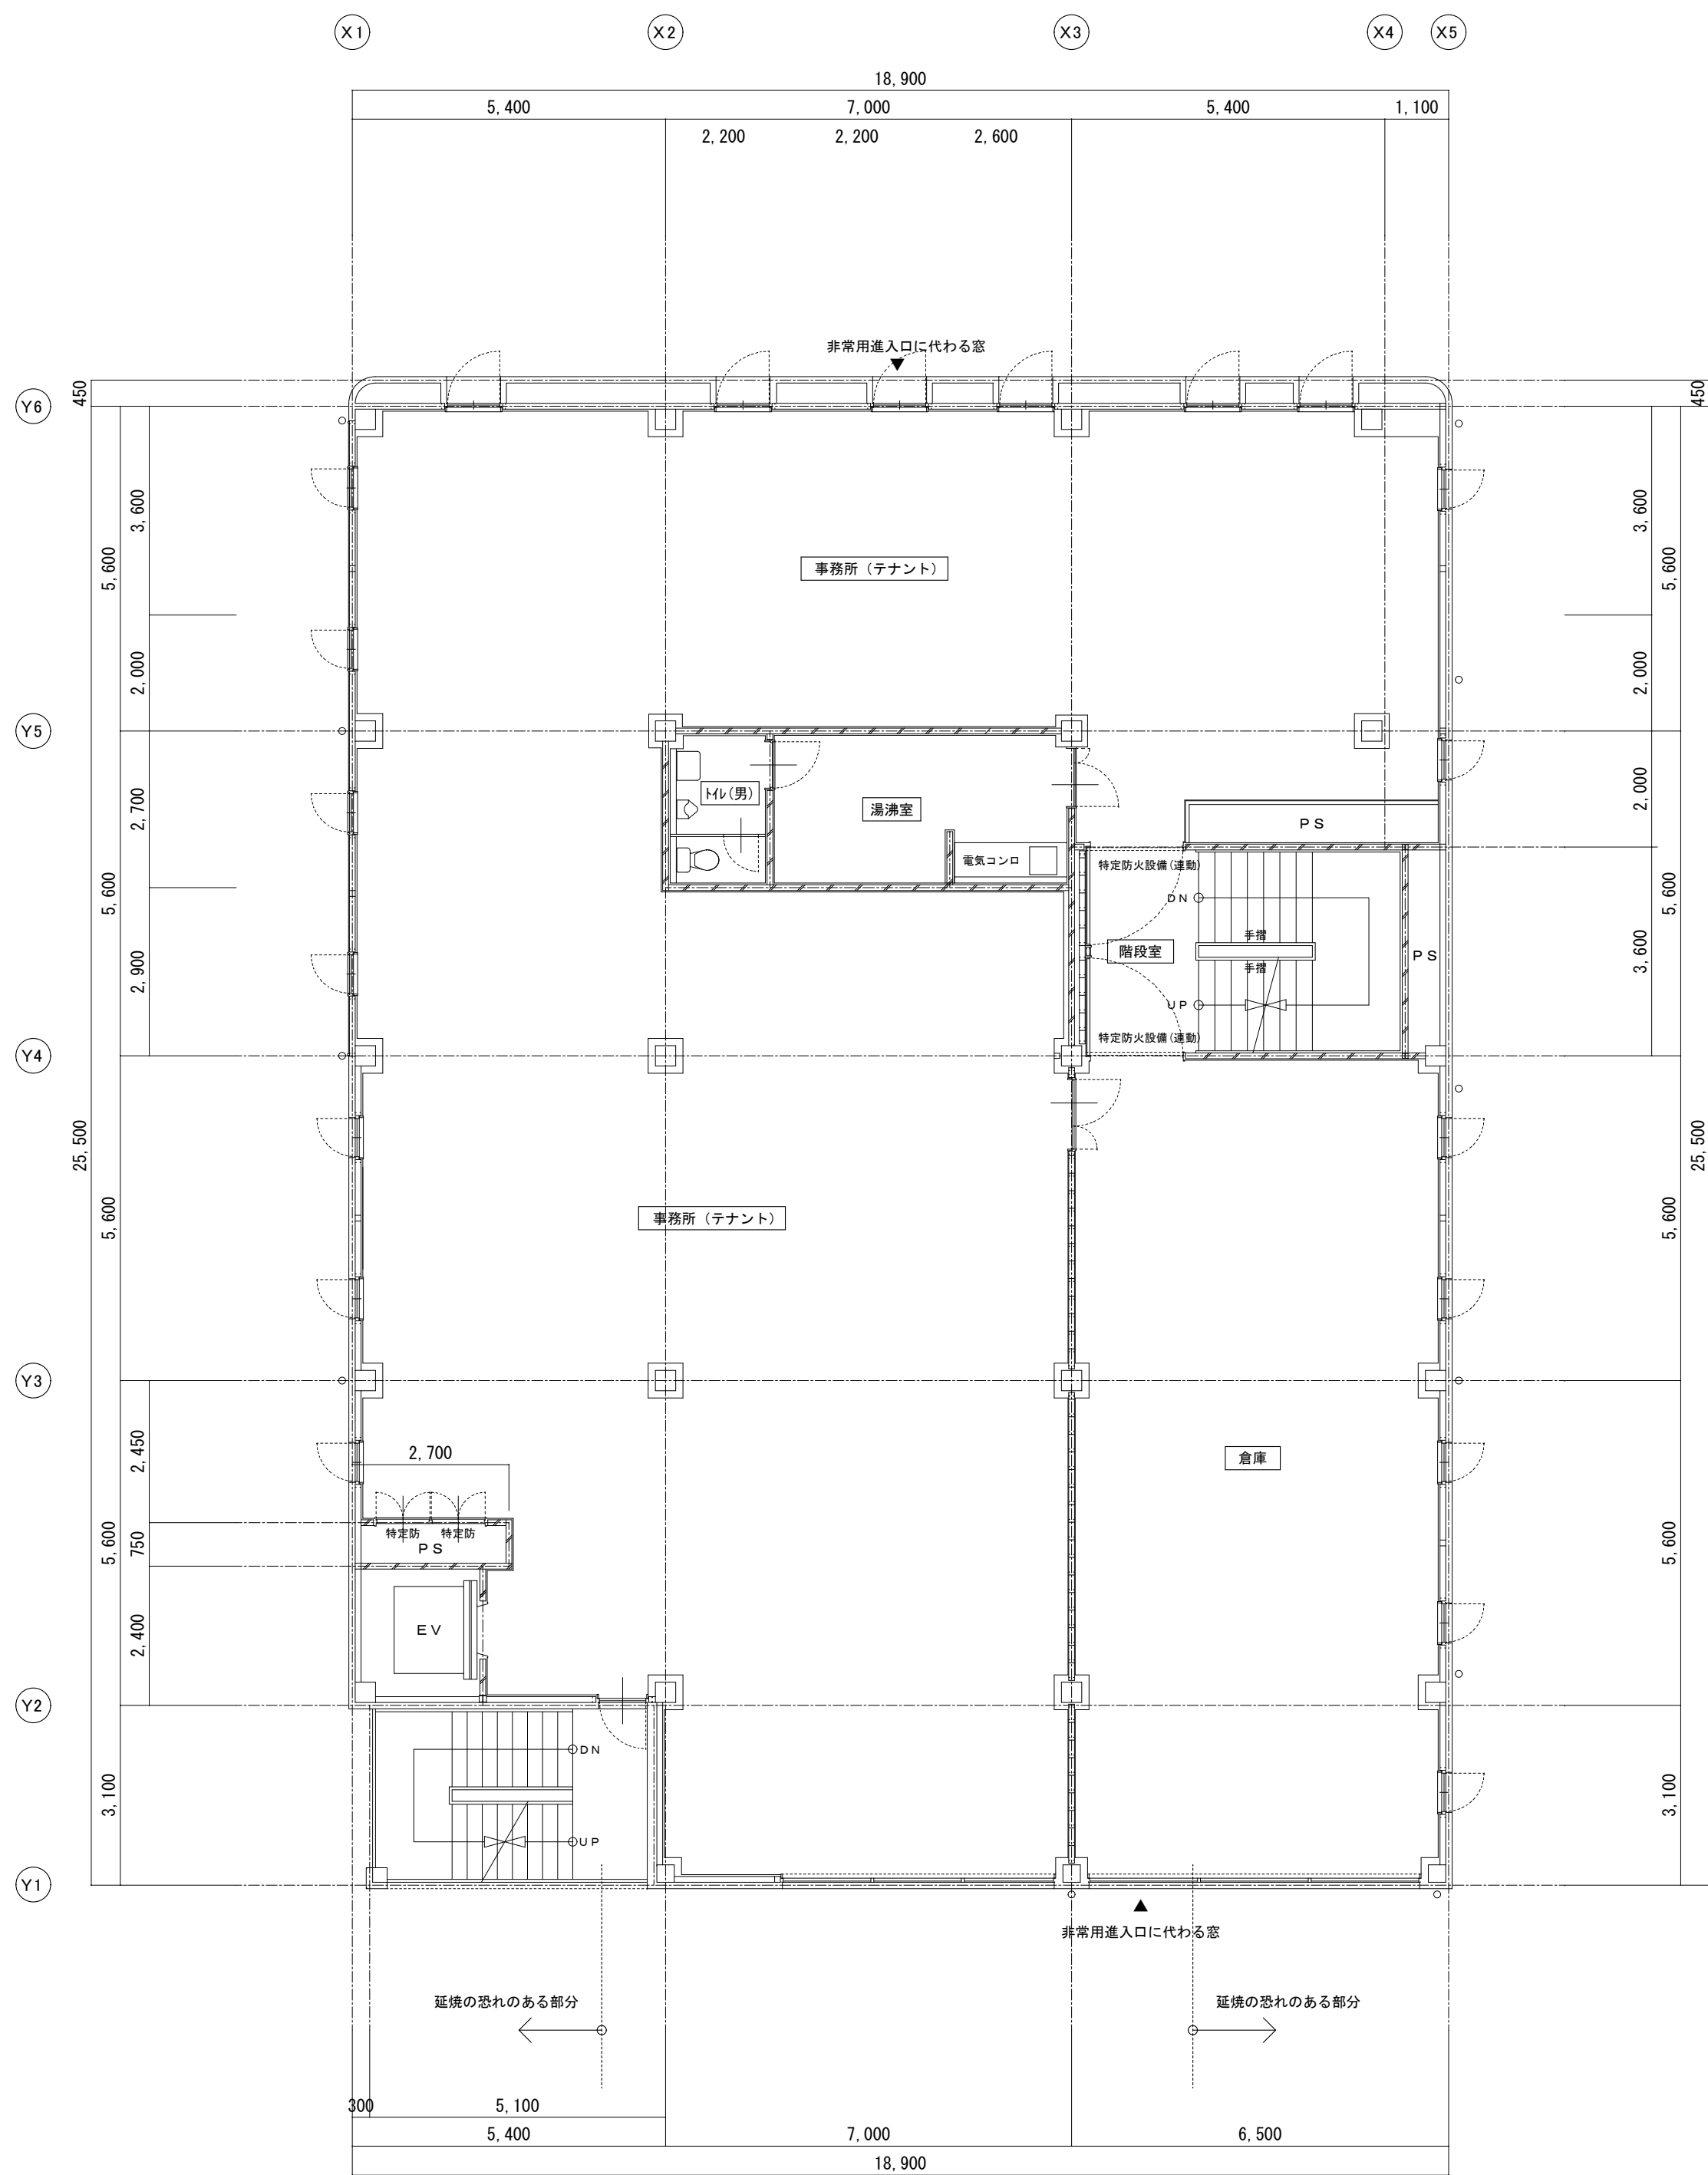 X1 X2 X3 X4 X5
18,900
5,400 7,000 5,400 1,100
2,200 2,200 2,600
非常用進入口に代わる窓
450 450
Y6
3,600 3,600
5,600 5,600
事務所（テナント）
2,000 2,000
Y5
トイレ(男)
湯沸室
2,700 2,000
PS
電気コンロ
特定防火設備(連動)
5,600 5,600
DN
手摺
階段室
手摺
PS
2,900 3,600
UP
特定防火設備(連動)
Y4
25,500 25,500
5,600 5,600
事務所（テナント）
Y3
2,450
2,700
倉庫
特定防 特定防
PS
750
5,600 5,600
EV
2,400
Y2
DN
3,100 3,100
UP
Y1
非常用進入口に代わる窓
延焼の恐れのある部分 延焼の恐れのある部分
300 5,100
5,400 7,000 6,500
18,900